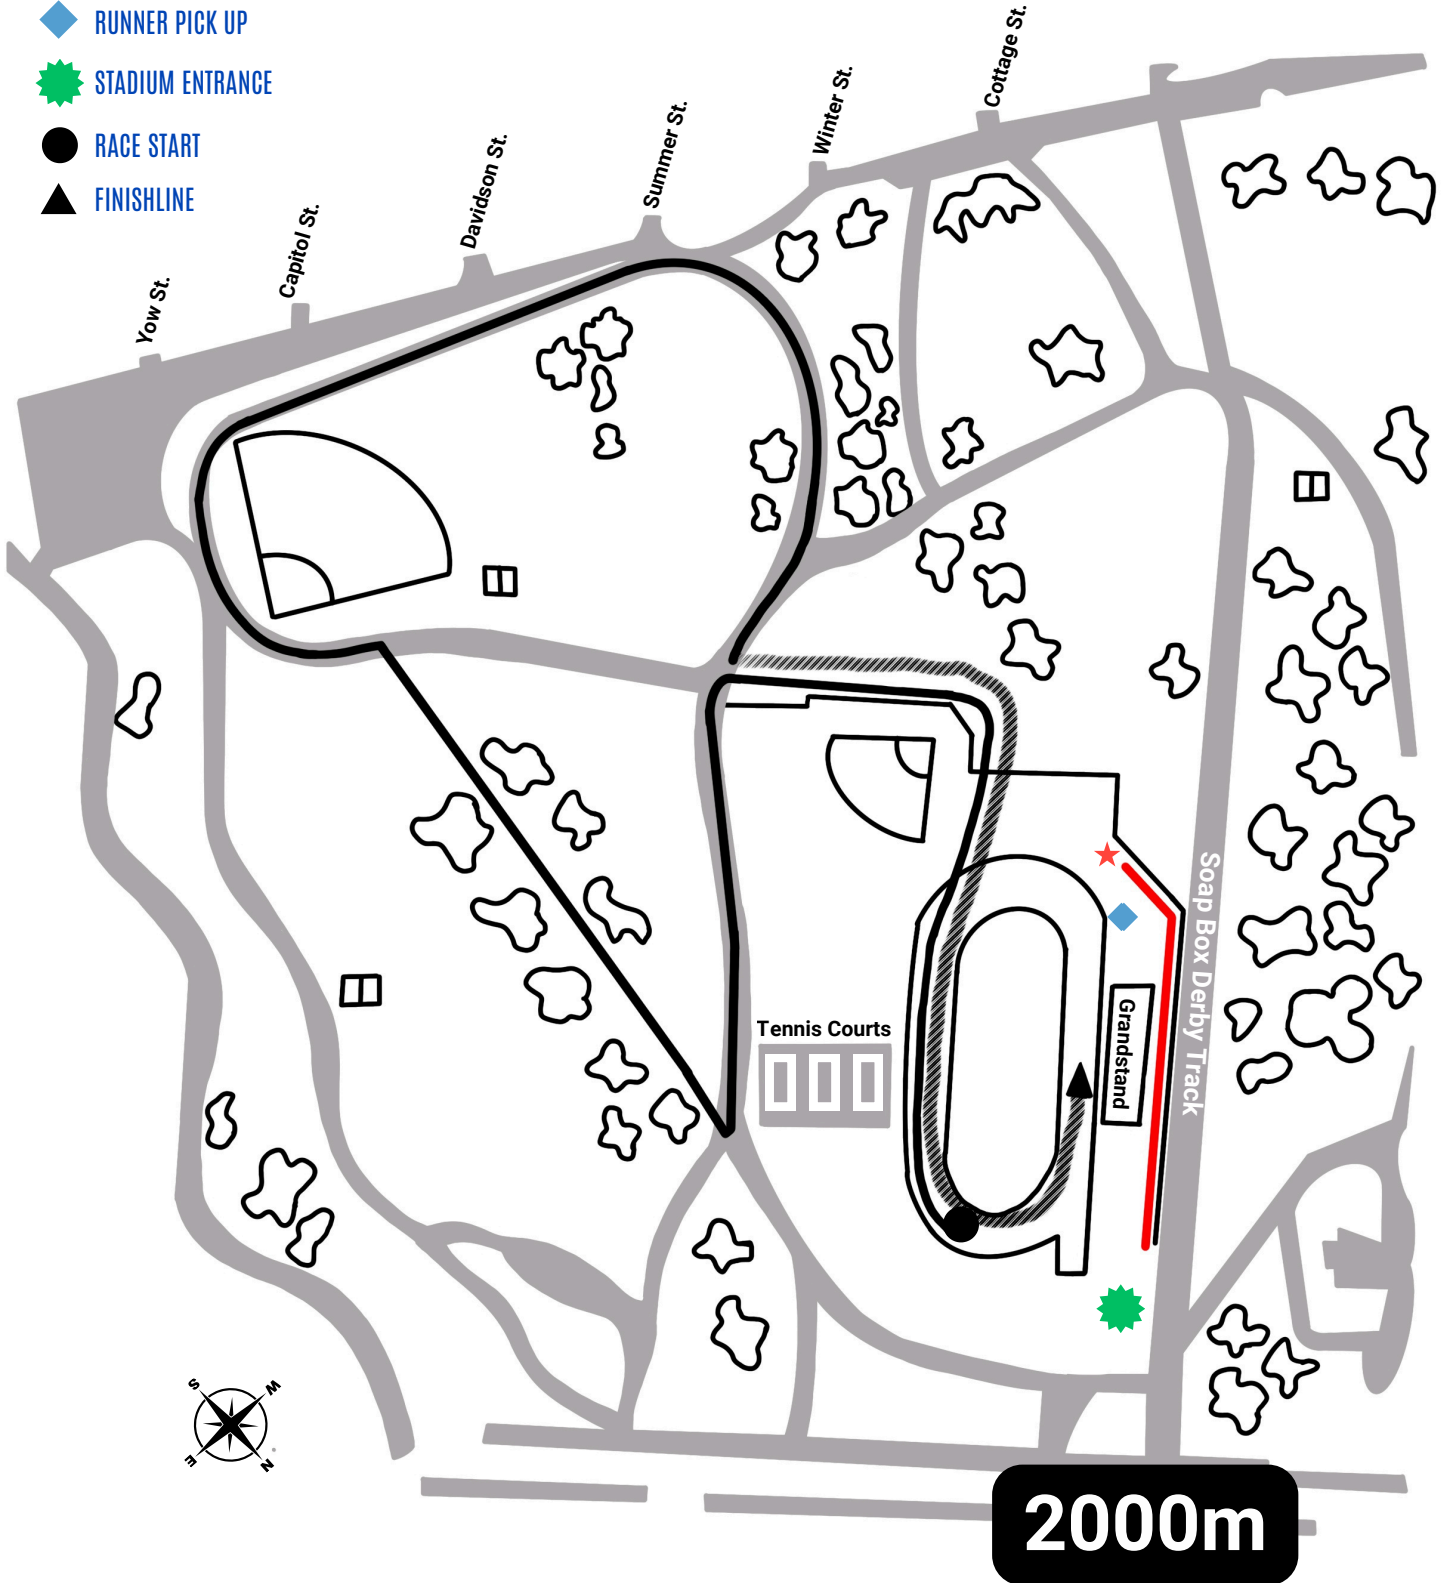 RUNNER PICK UP
STADIUM ENTRANCE
RACE START
FINISHLINE
Yow St.
Capitol St.
Davidson St.
Summer St.
Winter St.
Cottage St.
Soap Box Derby Track
Grandstand
Tennis Courts
S
W
E
N
2000m